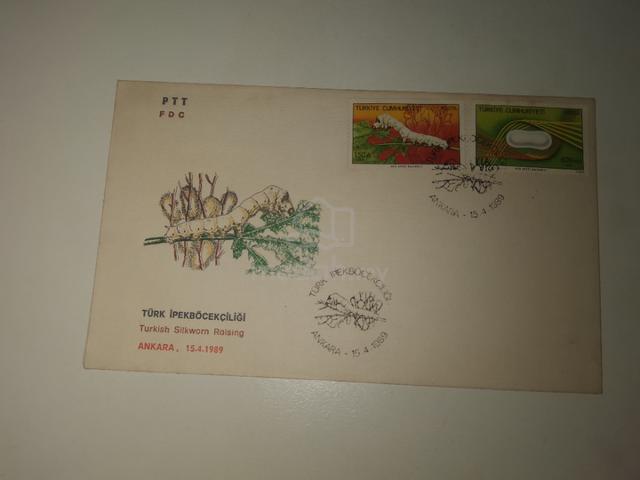 PTT
FDC
TÜRKİYE CUMHURİYETİ
TÜRKİYE CUMHURİYETİ
ANKARA - 15.4.1989
TÜRK İPEKBÖCEKÇİLİĞİ
ANKARA - 15.4.1989
TÜRK İPEKBÖCEKÇİLİĞİ
Turkish Silkworn Raising
ANKARA, 15.4.1989